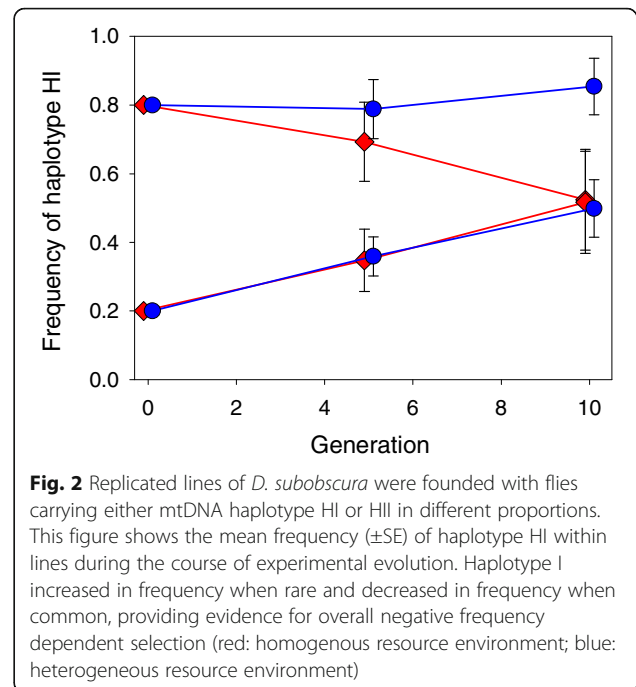 1.0
0.8
0.6
0.4
0.2
0.0
Frequency of haplotype HI
0 2 4 6 8 10
Generation
Fig. 2 Replicated lines of D. subobscura were founded with flies
carrying either mtDNA haplotype HI or HII in different proportions.
This figure shows the mean frequency (±SE) of haplotype HI within
lines during the course of experimental evolution. Haplotype I
increased in frequency when rare and decreased in frequency when
common, providing evidence for overall negative frequency
dependent selection (red: homogenous resource environment; blue:
heterogeneous resource environment)